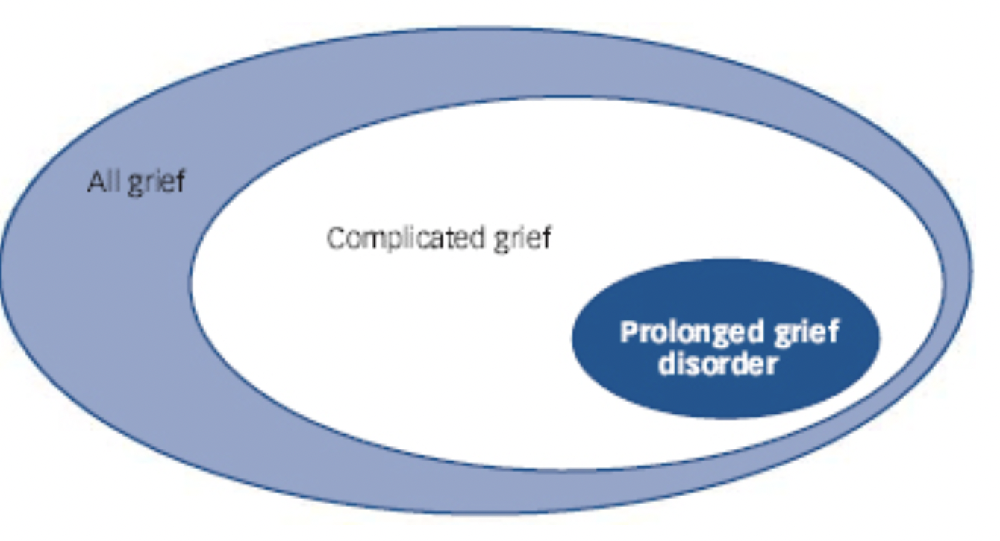 All grief
Complicated grief
Prolonged grief
disorder